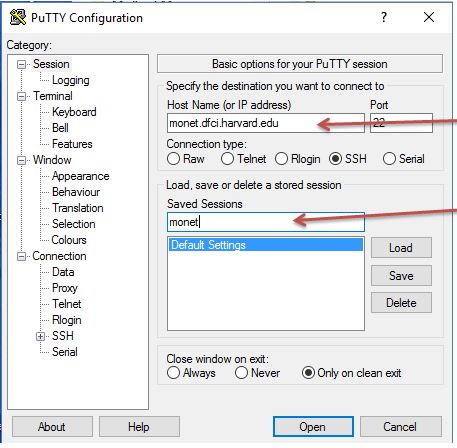 PuTTY Configuration
Category:
Session
Logging
Terminal
Keyboard
Bell
Features
Window
Appearance
Behaviour
Translation
Selection
Colours
Connection
Data
Proxy
Telnet
Rlogin
SSH
Serial
Basic options for your PuTTY session
Specify the destination you want to connect to
Host Name (or IP address) Port
monet.dfci.harvard.edu 22
Connection type:
Raw Telnet Rlogin SSH Serial
Load, save or delete a stored session
Saved Sessions
monet
Default Settings
Load
Save
Delete
Close window on exit:
Always Never Only on clean exit
About Help Open Cancel